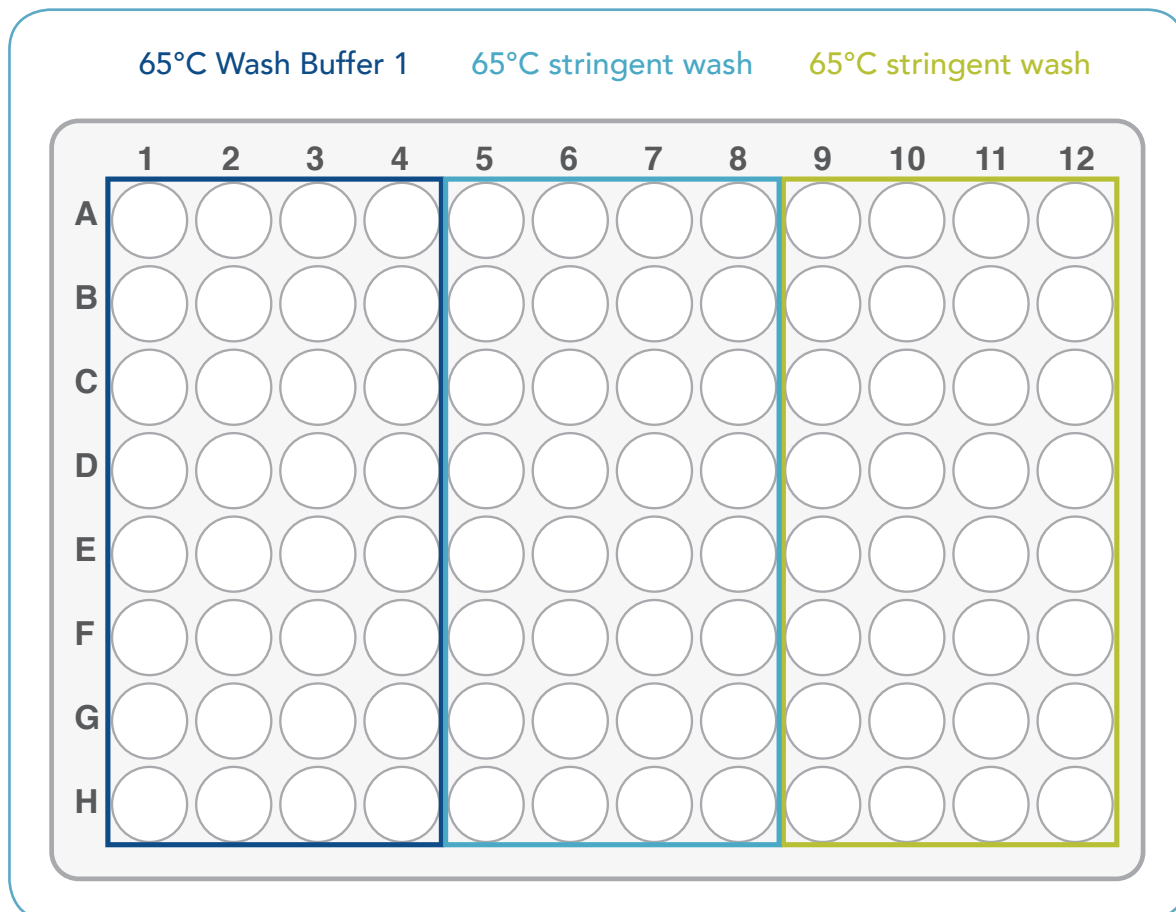 65°C Wash Buffer 1 65°C stringent wash 65°C stringent wash
1 2 3 4 5 6 7 8 9 10 11 12
A
B
C
D
E
F
G
H